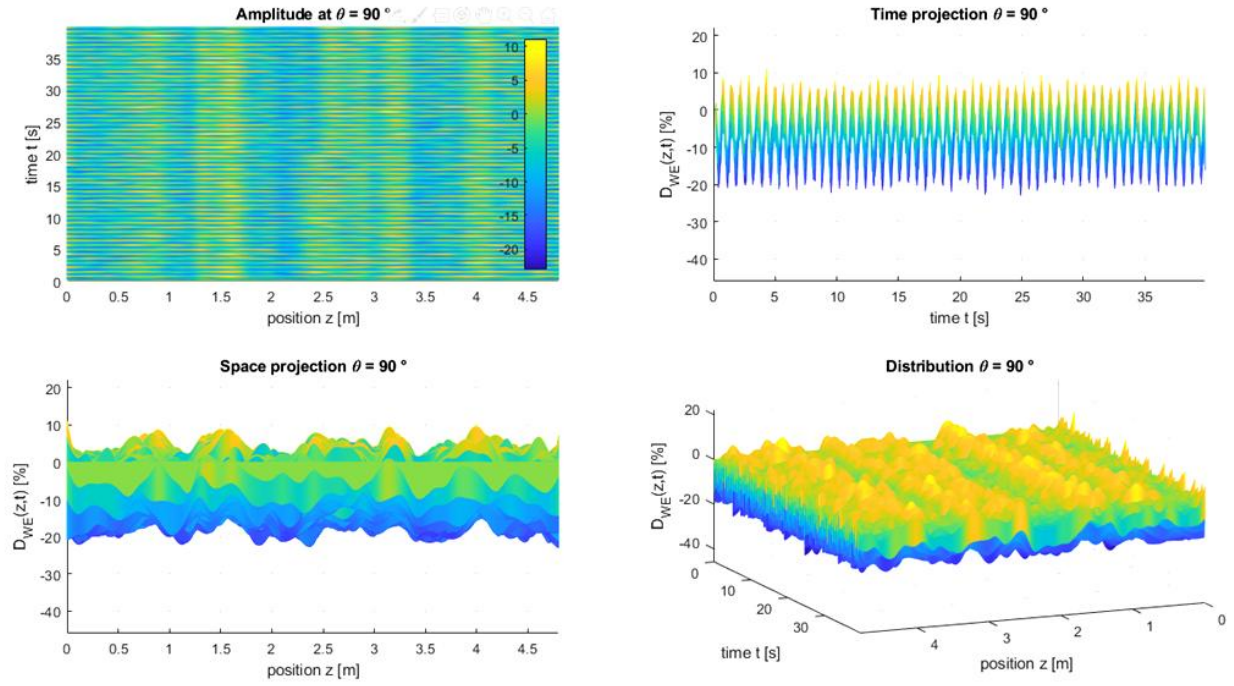 Amplitude at θ = 90 °
time t [s]
35
30
25
20
15
10
5
0
10
5
0
-5
-10
-15
-20
0 0.5 1 1.5 2 2.5 3 3.5 4 4.5
position z [m]
Time projection θ = 90 °
D_WE(z,t) [%]
20
10
0
-10
-20
-30
-40
0 5 10 15 20 25 30 35
time t [s]
Space projection θ = 90 °
D_WE(z,t) [%]
20
10
0
-10
-20
-30
-40
0 0.5 1 1.5 2 2.5 3 3.5 4 4.5
position z [m]
Distribution θ = 90 °
D_WE(z,t) [%]
20
0
-20
-40
0
10
20
30
time t [s]
4 3 2 1 0
position z [m]